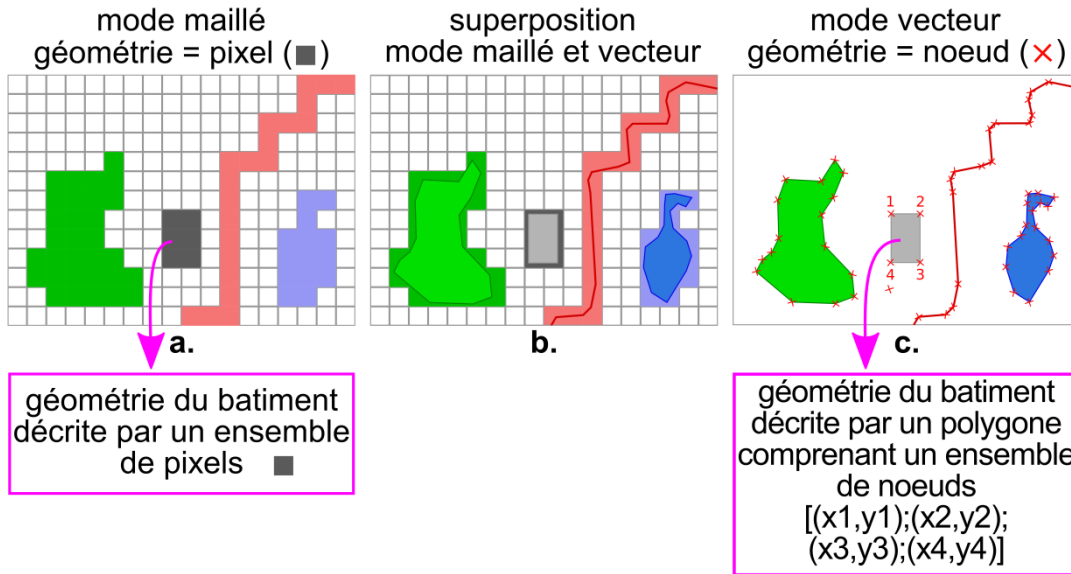 mode maillé
géométrie = pixel (■)
superposition
mode maillé et vecteur
mode vecteur
géométrie = noeud (×)
1 2
4 3
a.
b.
c.
géométrie du batiment
décrite par un ensemble
de pixels ■
géométrie du batiment
décrite par un polygone
comprenant un ensemble
de noeuds
[(x1,y1);(x2,y2);
(x3,y3);(x4,y4)]